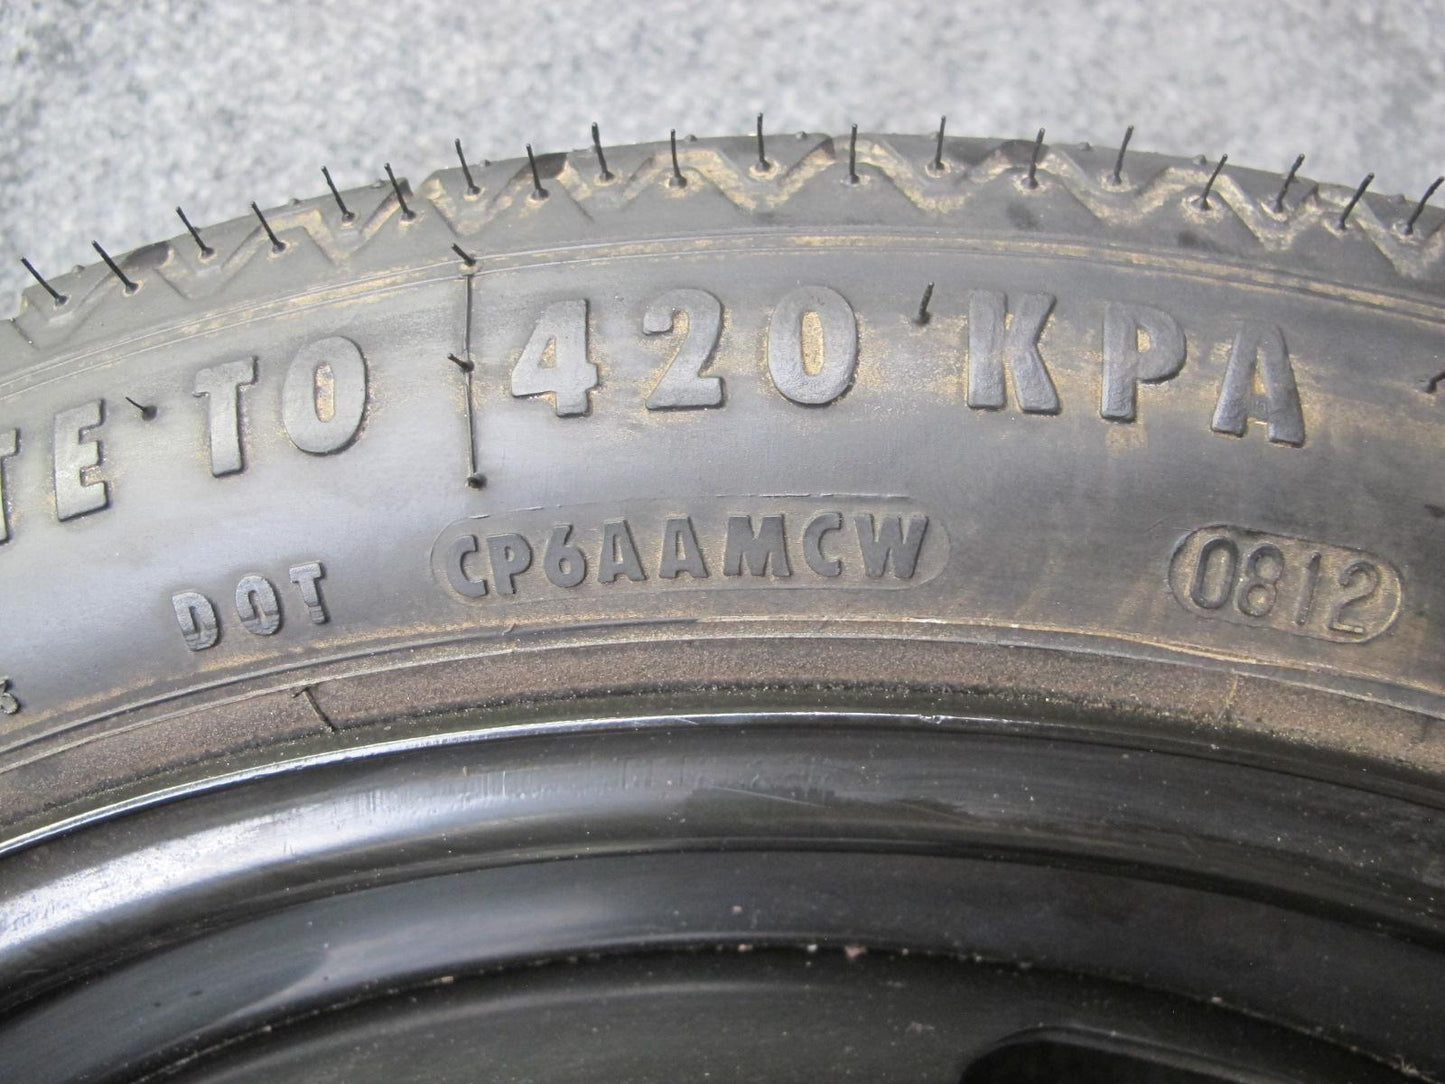 TE TO 420 KPA
DOT CP6AAMCW 0812